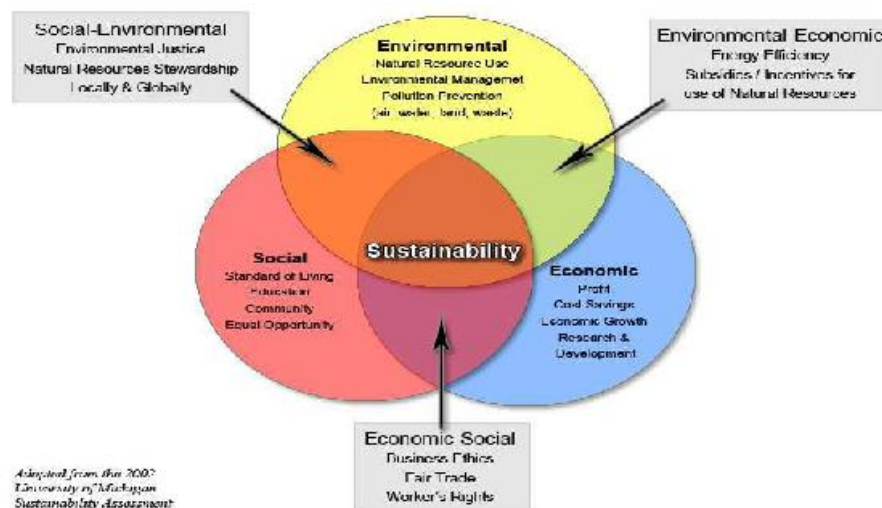 Social-Environmental
Environmental Justice
Natural Resources Stewardship
Locally & Globally
Environmental
Natural Resource Use
Environmental Managemet
Pollution Prevention
(air, water, land, waste)
Environmental Economic
Energy Efficiency
Subsidies / Incentives for
use of Natural Resources
Sustainability
Social
Standard of Living
Education
Community
Equal Opportunity
Economic
Profit
Cost Savings
Economic Growth
Research &
Development
Economic Social
Business Ethics
Fair Trade
Worker's Rights
Adapted from the 2002
University of Michigan
Sustainability Assessment